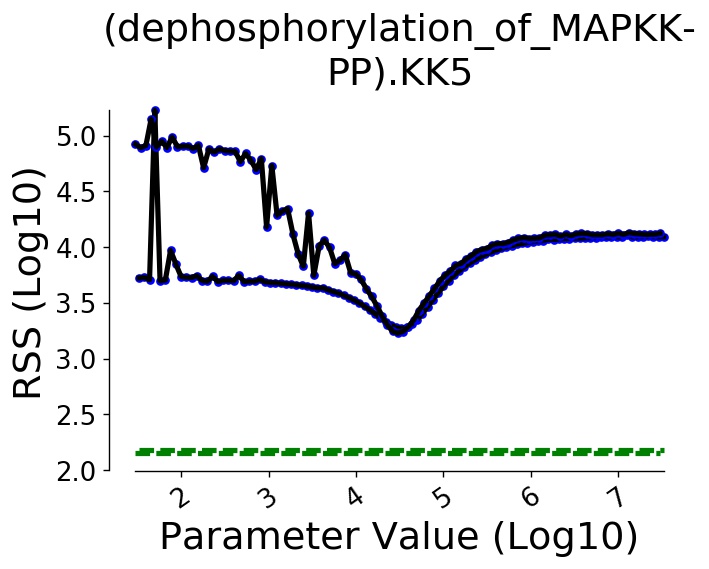 (dephosphorylation_of_MAPKK-
PP).KK5
RSS (Log10)
5.0
4.5
4.0
3.5
3.0
2.5
2.0
2 3 4 5 6 7
Parameter Value (Log10)